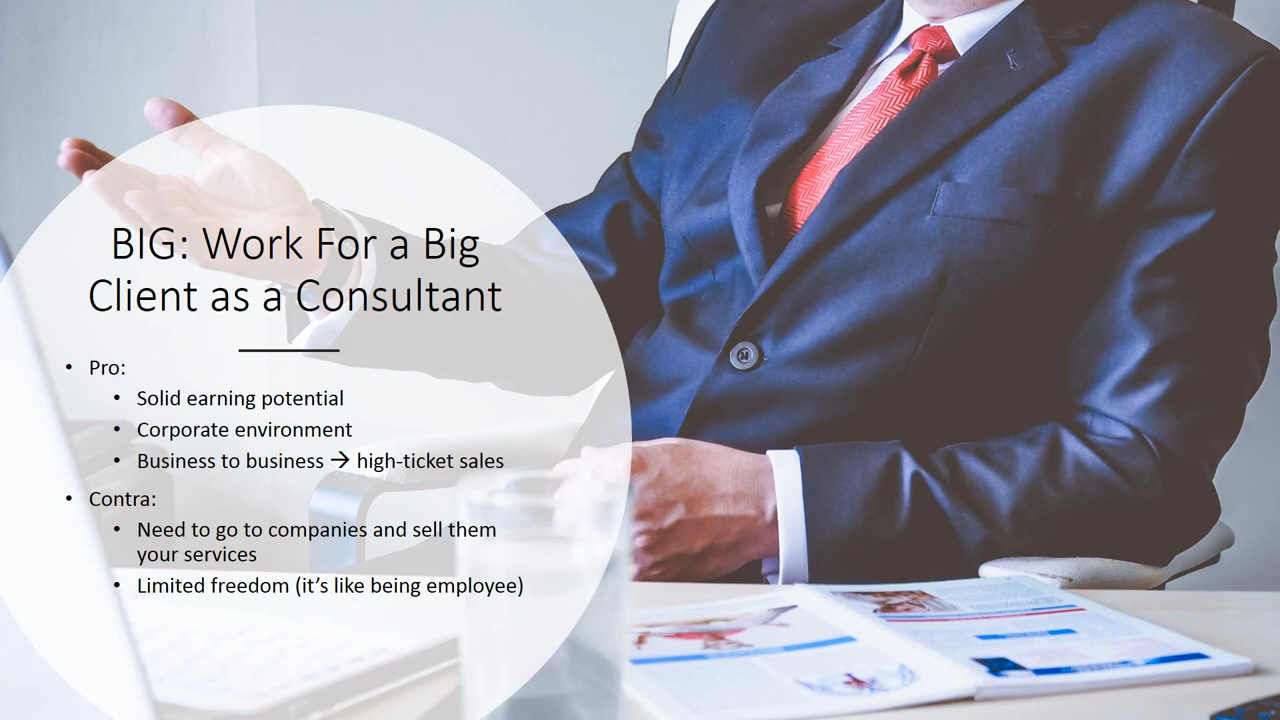 BIG: Work For a Big
Client as a Consultant
• Pro:
• Solid earning potential
• Corporate environment
• Business to business → high-ticket sales
• Contra:
• Need to go to companies and sell them
your services
• Limited freedom (it's like being employee)